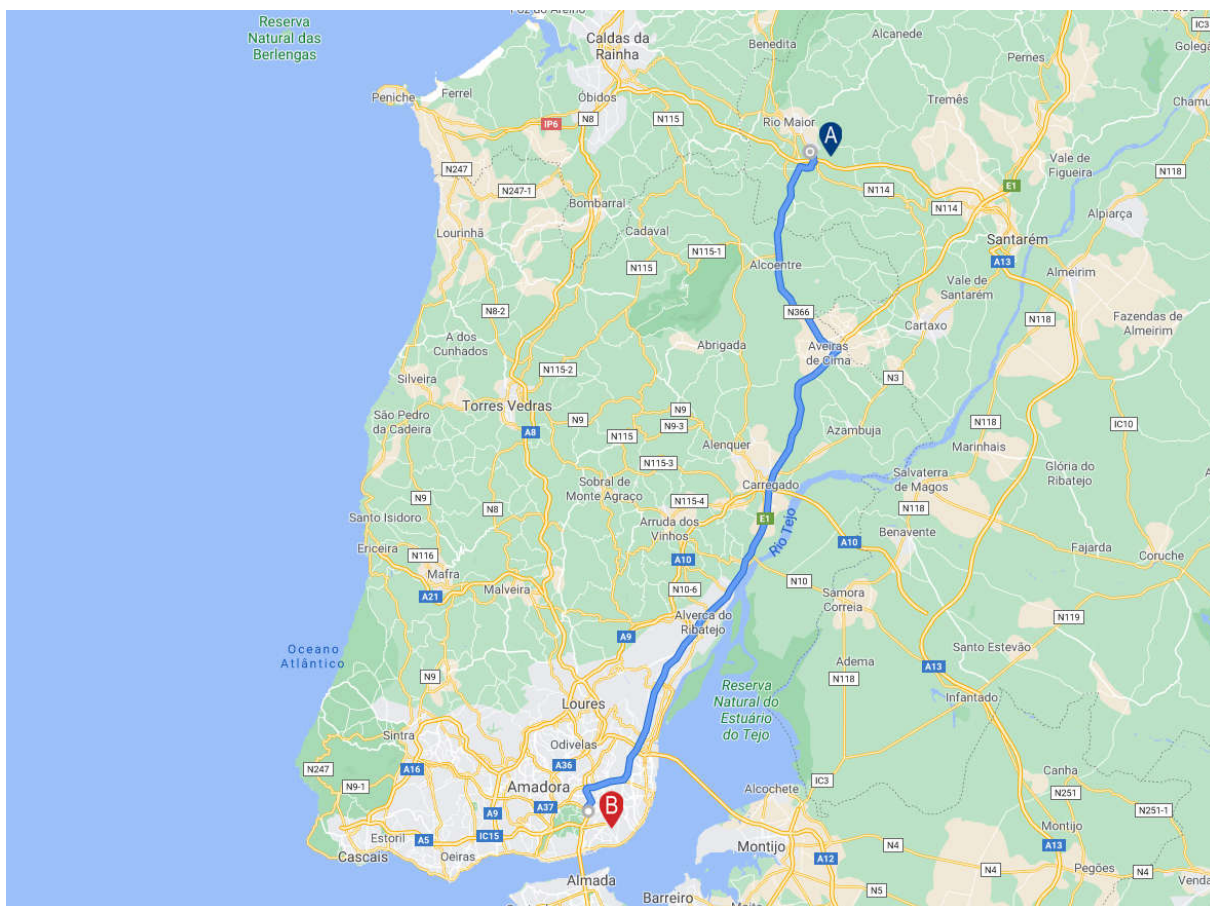 Reserva
Natural das
Berlengas
Caldas da
Rainha
Benedita
Alcanede
IC3
Golegã
Pernes
Peniche
Ferrel
Óbidos
N8
IP6
N115
Rio Maior
A
Tremês
Chamu
N247
N247-1
Bombarral
N114
N114
E1
Vale de
Figueira
N118
Alpiarça
Lourinhã
Cadaval
N115-1
N115
Alcoentre
Santarém
A13
Almeirim
Vale de
Santarém
N8-2
N366
Cartaxo
N118
Fazendas de
Almeirim
A dos
Cunhados
Abrigada
Aveiras
de Cima
N115-2
N3
Silveira
Torres Vedras
São Pedro
da Cadeira
A8
N9
N9
N9-3
N115
Alenquer
Azambuja
N118
Marinhais
IC10
N115-3
Sobral de
Monte Agraço
N115-4
Carregado
Salvaterra
de Magos
Glória do
Ribatejo
N9
N8
Santo Isidoro
Arruda dos
Vinhos
E1
Rio Tejo
N118
Benavente
A10
Fajarda
Coruche
Ericeira
N116
Mafra
A21
Malveira
A10
N10-6
N10
Samora
Correia
Alverca do
Ribatejo
N119
A9
Santo Estevão
Oceano
Atlântico
N9
Adema
N118
A13
Infantado
Reserva
Natural do
Estuário
do Tejo
Loures
Sintra
Odivelas
N247
A16
A36
IC3
Canha
N9-1
Amadora
A37
B
Alcochete
N251
N251-1
A9
Estoril
A5
IC15
Montijo
Cascais
Oeiras
Montijo
N4
N4
A13
Pegões
A12
Almada
N5
Barreiro
Venda